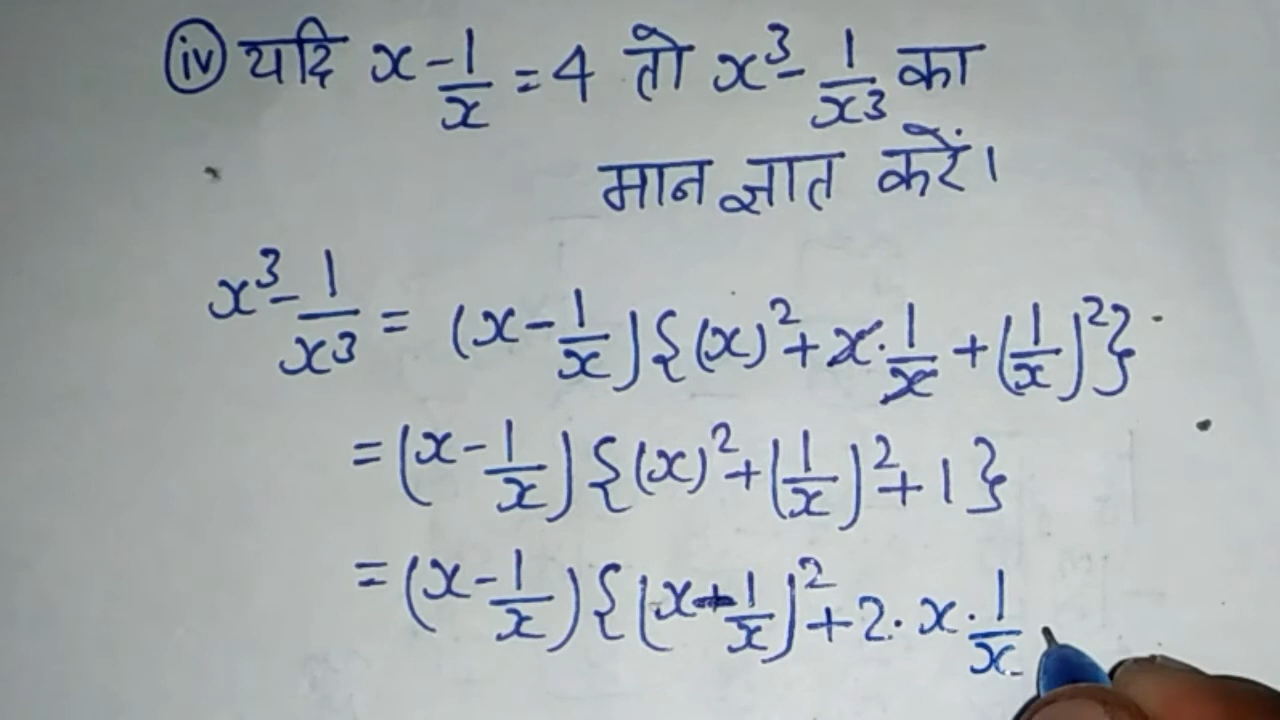 (iv) यदि x - 1/x = 4 तो x³ - 1/x³ का
मान ज्ञात करें।
x³ - 1/x³ = (x - 1/x) {(x)² + x · 1/x + (1/x)²}
= (x - 1/x) {(x)² + (1/x)² + 1}
= (x - 1/x) {(x - 1/x)² + 2 · x · 1/x